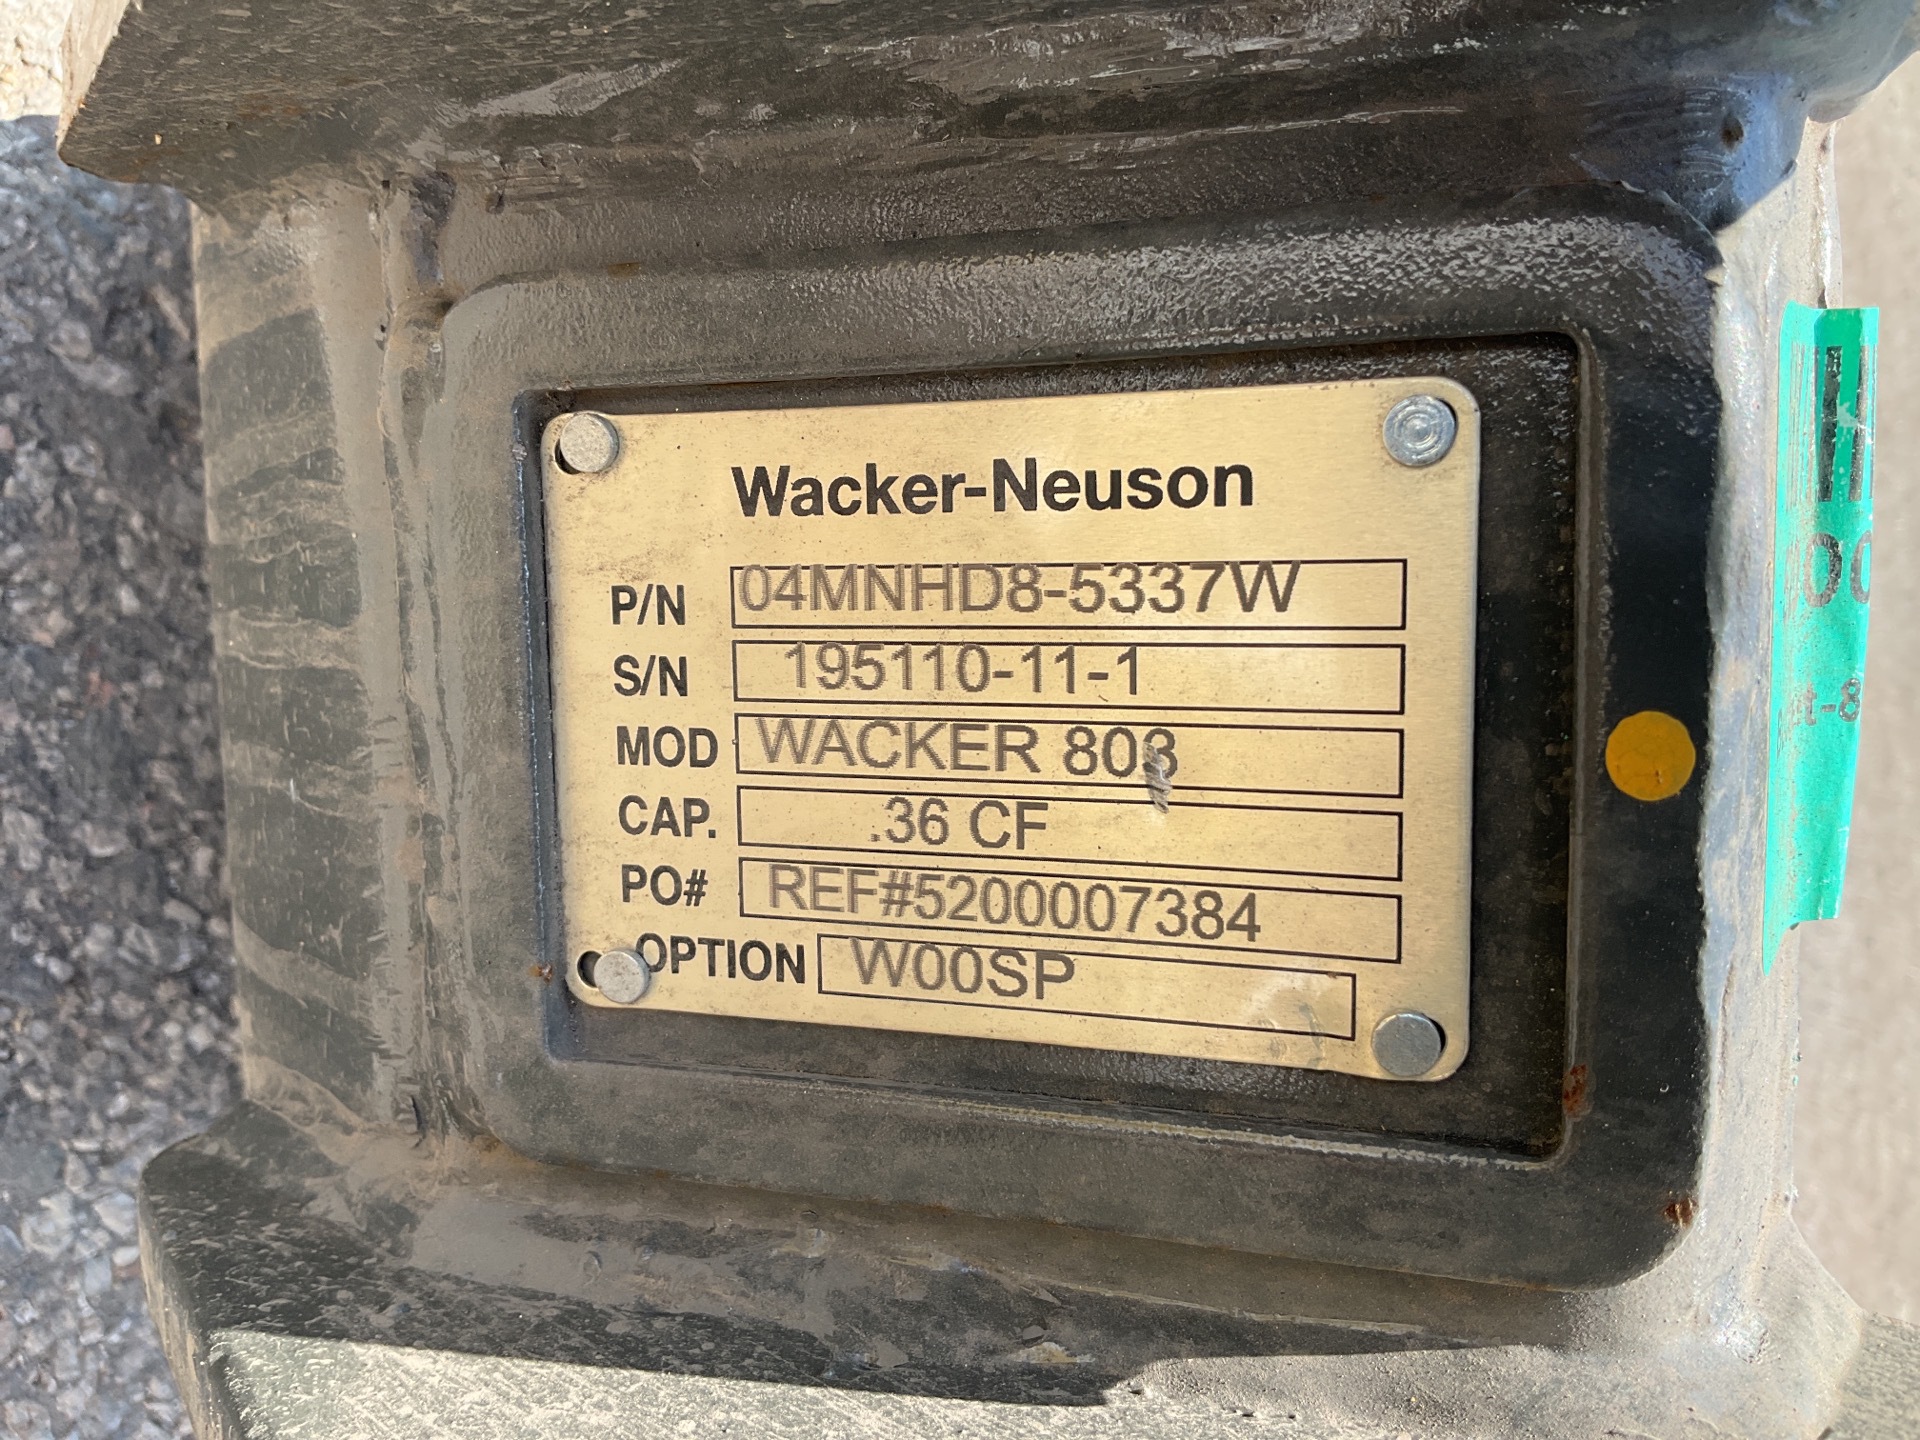 Wacker-Neuson
P/N 04MNHD8-5337W
S/N 195110-11-1
MOD WACKER 803
CAP. .36 CF
PO# REF#5200007384
OPTION W00SP